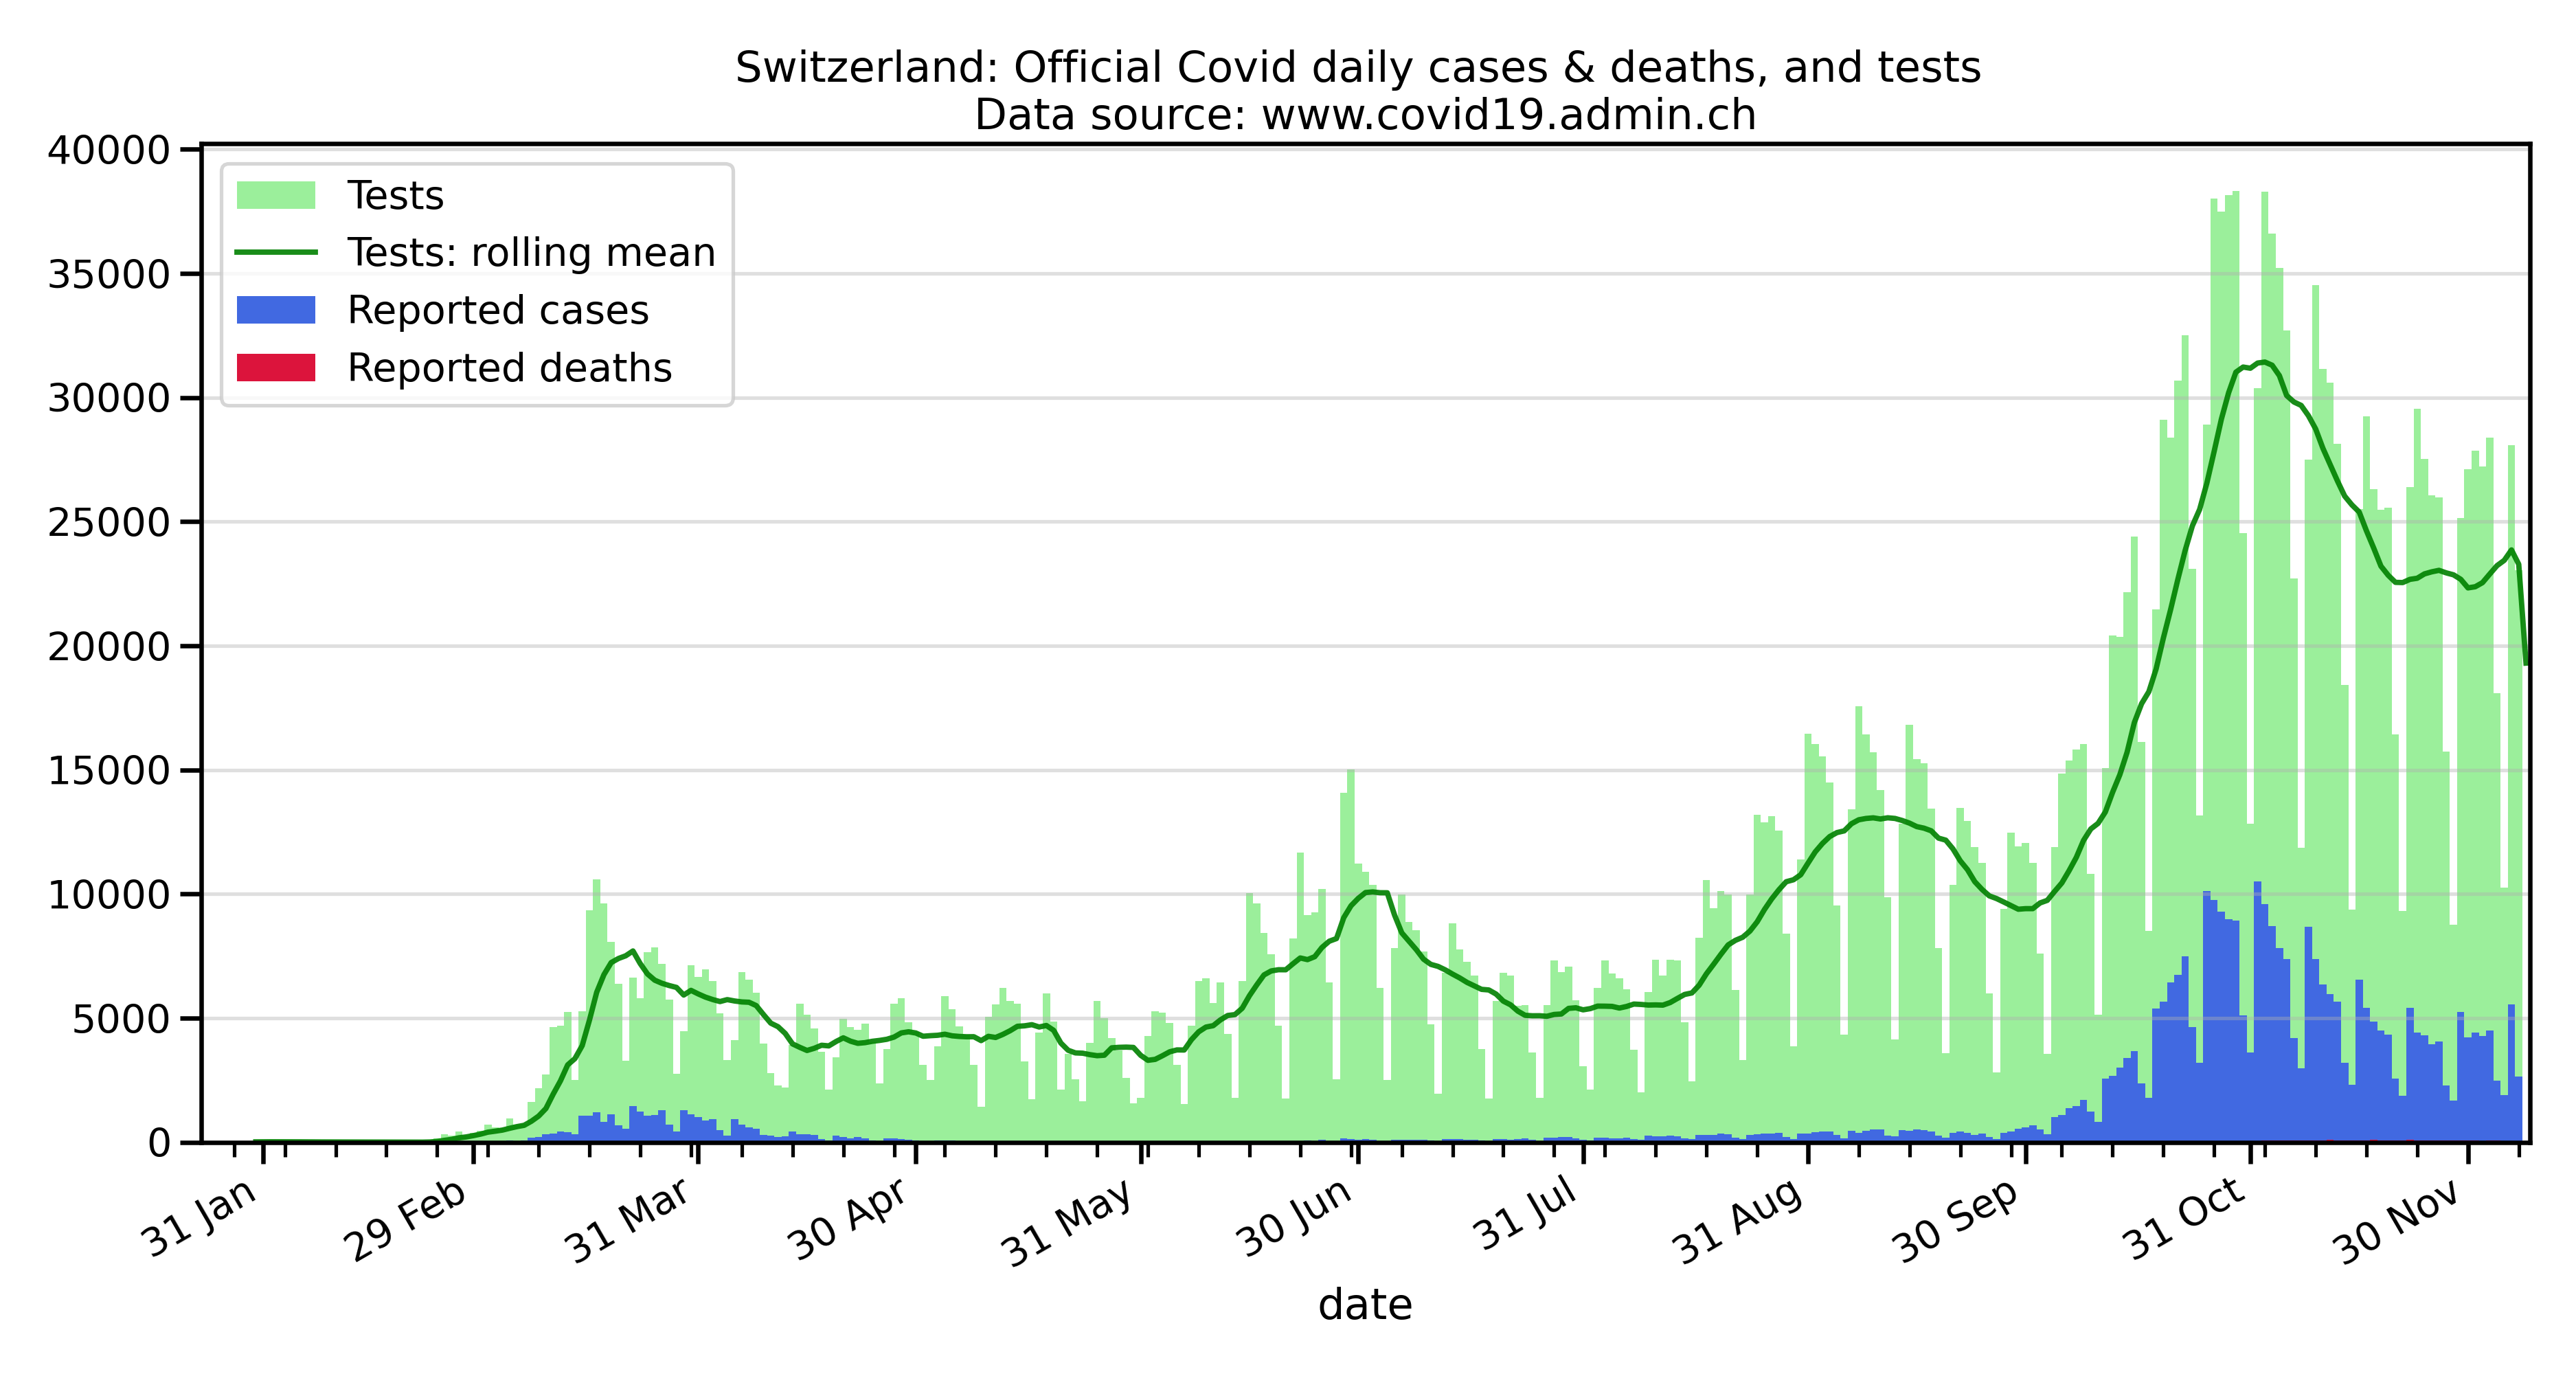 Switzerland: Official Covid daily cases & deaths, and tests
Data source: www.covid19.admin.ch
40000
35000
30000
25000
20000
15000
10000
5000
0
Tests
Tests: rolling mean
Reported cases
Reported deaths
31 Jan
29 Feb
31 Mar
30 Apr
31 May
30 Jun
31 Jul
31 Aug
30 Sep
31 Oct
30 Nov
date